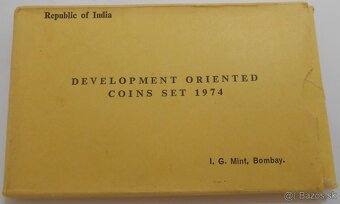 Republic of India
DEVELOPMENT ORIENTED
COINS SET 1974
I. G. Mint, Bombay.